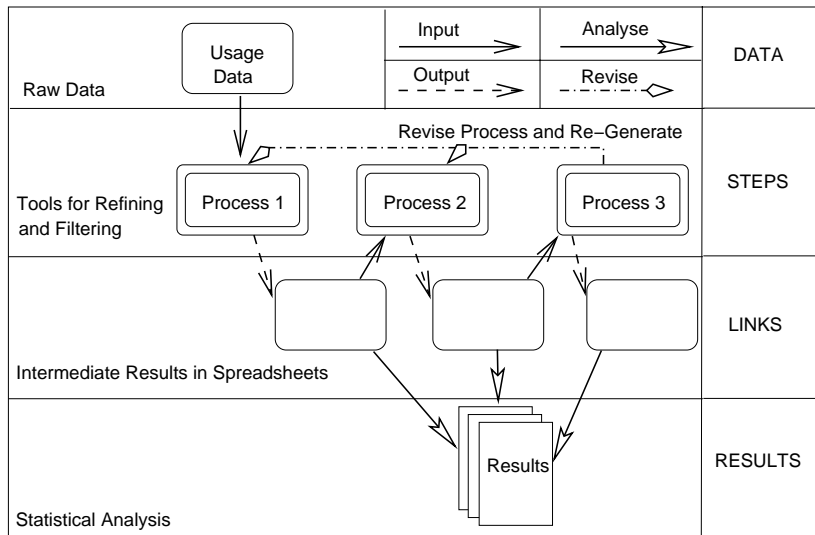 Usage
Data
Input
Analyse
DATA
Output
Revise
Raw Data
Revise Process and Re−Generate
STEPS
Process 1
Process 2
Process 3
Tools for Refining
and Filtering
LINKS
Intermediate Results in Spreadsheets
Results
RESULTS
Statistical Analysis